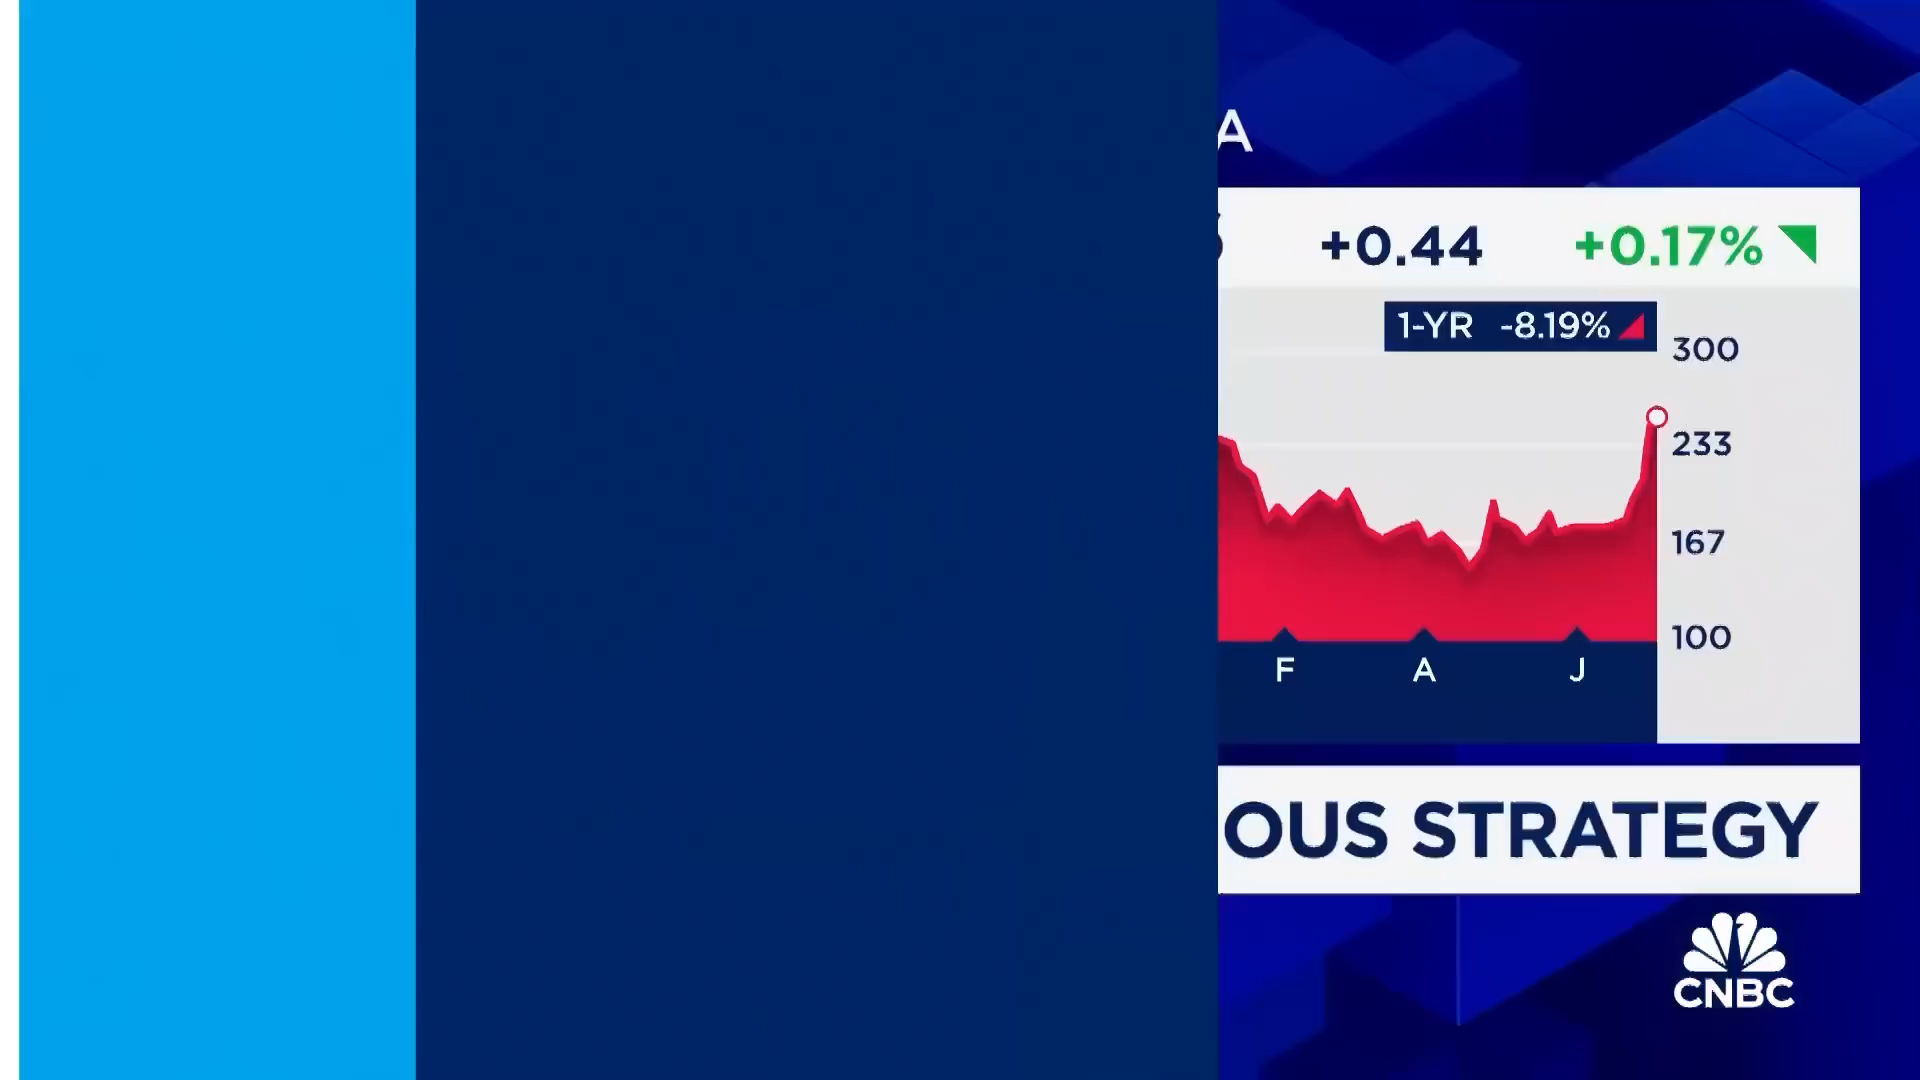 A
+0.44 +0.17%
1-YR -8.19%
300
233
167
100
F A J
OUS STRATEGY
CNBC